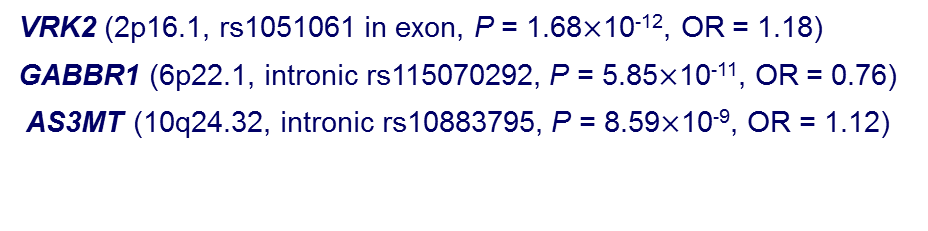 VRK2 (2p16.1, rs1051061 in exon, P = 1.68×10-12, OR = 1.18)
GABBR1 (6p22.1, intronic rs115070292, P = 5.85×10-11, OR = 0.76)
AS3MT (10q24.32, intronic rs10883795, P = 8.59×10-9, OR = 1.12)